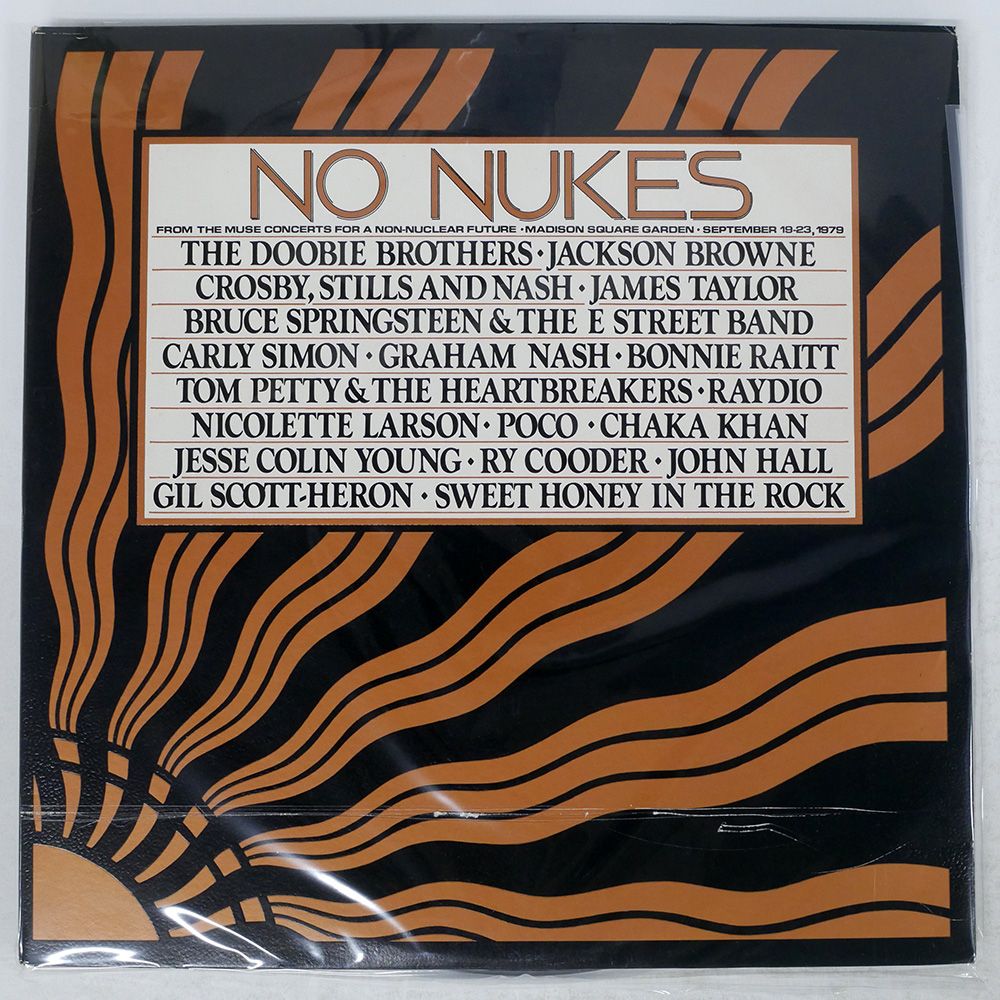 NO NUKES
FROM THE MUSE CONCERTS FOR A NON-NUCLEAR FUTURE • MADISON SQUARE GARDEN • SEPTEMBER 19-23, 1979
THE DOOBIE BROTHERS • JACKSON BROWNE
CROSBY, STILLS AND NASH • JAMES TAYLOR
BRUCE SPRINGSTEEN & THE E STREET BAND
CARLY SIMON • GRAHAM NASH • BONNIE RAITT
TOM PETTY & THE HEARTBREAKERS • RAYDIO
NICOLETTE LARSON • POCO • CHAKA KHAN
JESSE COLIN YOUNG • RY COODER • JOHN HALL
GIL SCOTT-HERON • SWEET HONEY IN THE ROCK